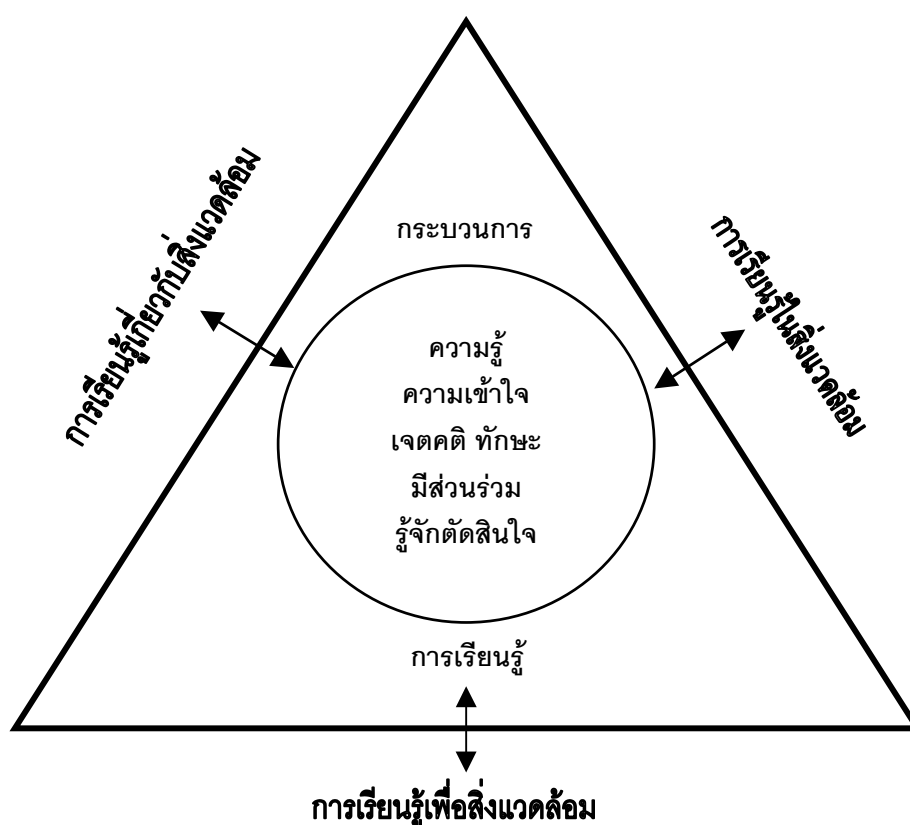 กระบวนการ
การเรียนรู้เกี่ยวกับสิ่งแวดล้อม
การเรียนรู้ในสิ่งแวดล้อม
ความรู้
ความเข้าใจ
เจตคติ ทักษะ
มีส่วนร่วม
รู้จักตัดสินใจ
การเรียนรู้
การเรียนรู้เพื่อสิ่งแวดล้อม